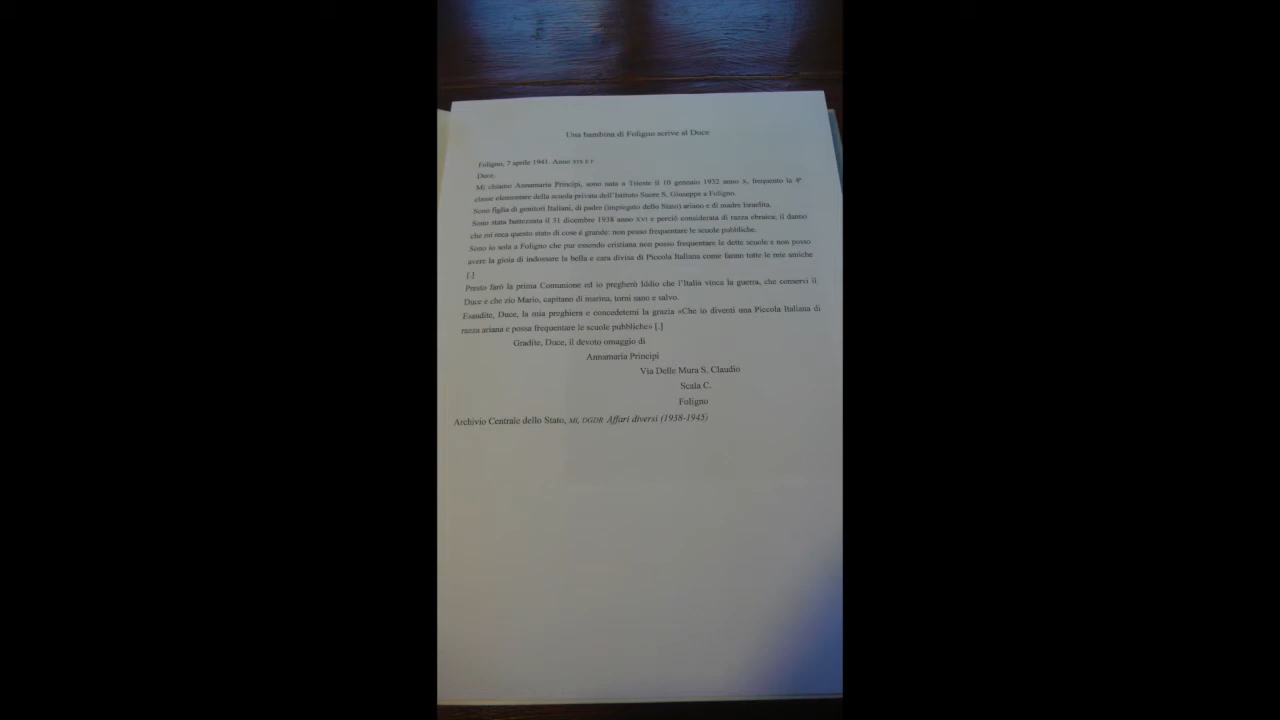 Una bambina di Foligno scrive al Duce
Foligno, 7 aprile 1941. Anno XIX E F
Duce,
Mi chiamo Annamaria Principi, sono nata a Trieste il 10 gennaio 1932 anno X, frequento la 4ª
classe elementare della scuola privata dell'Istituto Suore S. Giuseppe a Foligno.
Sono figlia di genitori Italiani, di padre (impiegato dello Stato) ariano e di madre Israelita.
Sono stata battezzata il 31 dicembre 1938 anno XVI e perciò considerata di razza ebraica, il danno
che mi reca questo stato di cose è grande: non posso frequentare le scuole pubbliche.
Sono io sola a Foligno che pur essendo cristiana non posso frequentare le dette scuole e non posso
avere la gioia di indossare la bella e cara divisa di Piccola Italiana come fanno tutte le mie amiche
[.]
Presto farò la prima Comunione ed io pregherò Iddio che l'Italia vinca la guerra, che conservi il
Duce e che zio Mario, capitano di marina, torni sano e salvo.
Esaudite, Duce, la mia preghiera e concedetemi la grazia «Che io diventi una Piccola Italiana di
razza ariana e possa frequentare le scuole pubbliche» [.]
Gradite, Duce, il devoto omaggio di
Annamaria Principi
Via Delle Mura S. Claudio
Scala C.
Foligno
Archivio Centrale dello Stato, MI, DGDR Affari diversi (1938-1945)